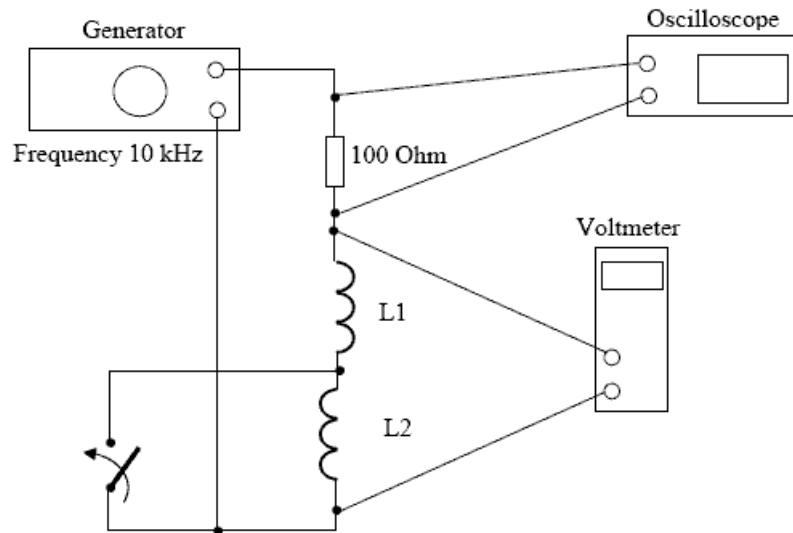 Oscilloscope
Generator
Frequency 10 kHz
100 Ohm
Voltmeter
L1
L2